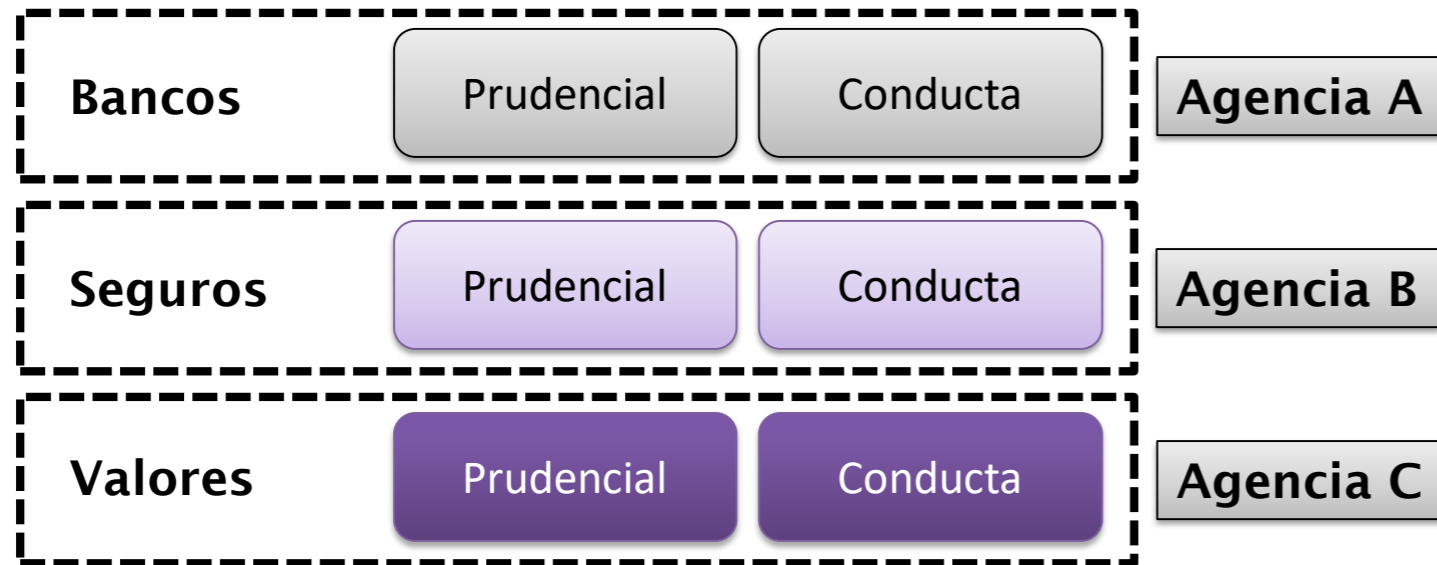 Bancos Prudencial Conducta Agencia A
Seguros Prudencial Conducta Agencia B
Valores Prudencial Conducta Agencia C